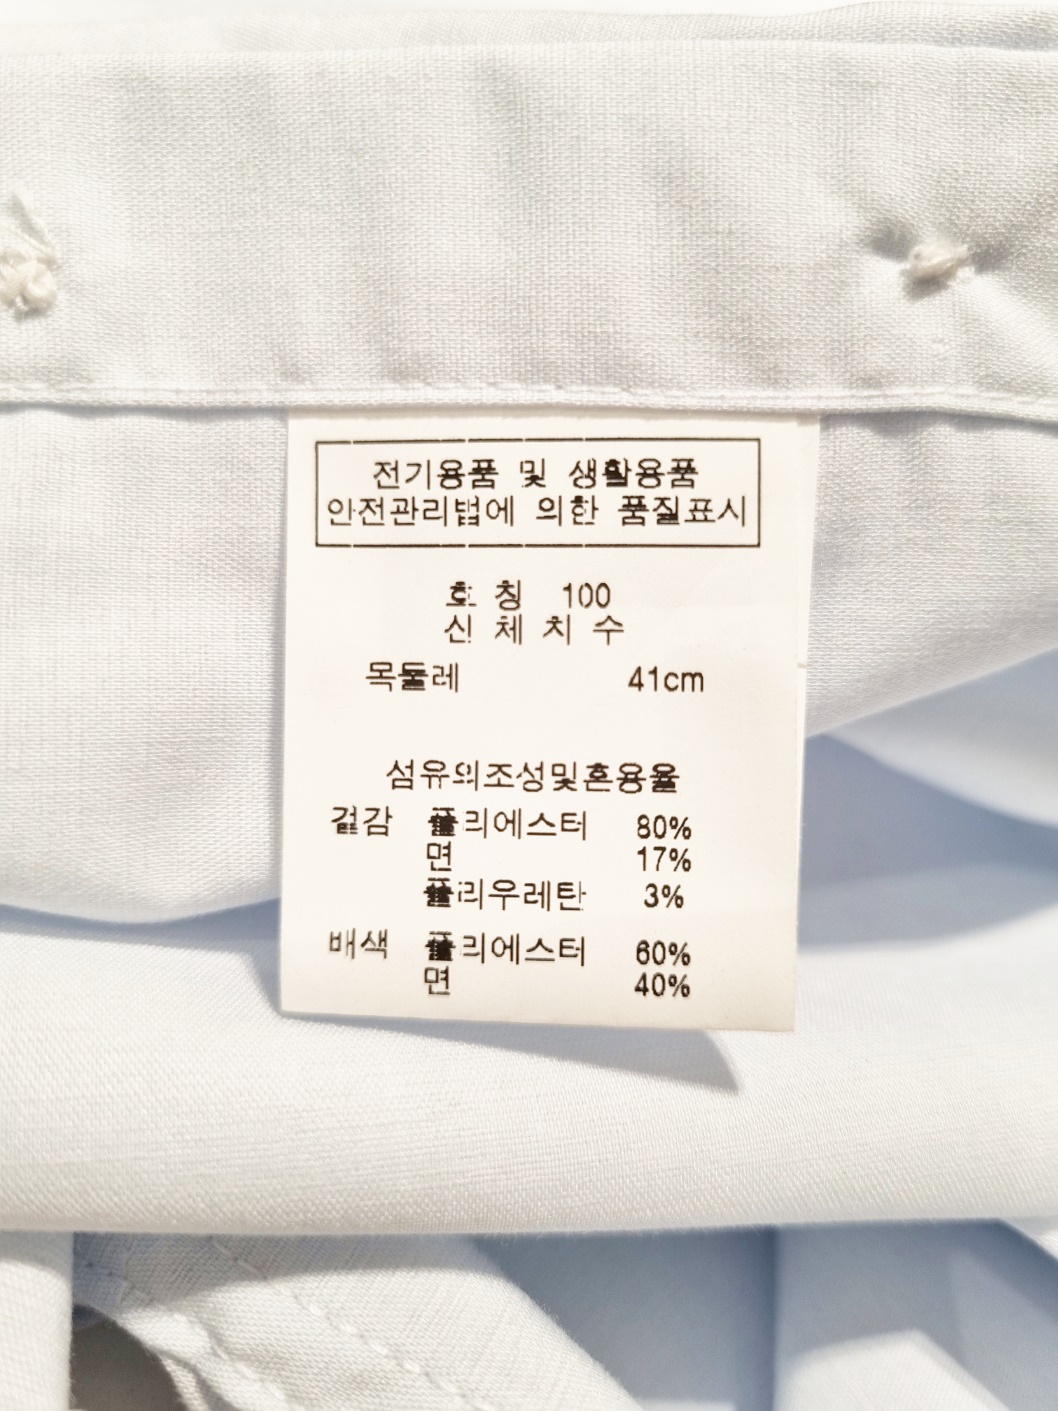 전기용품 및 생활용품
안전관리법에 의한 품질표시
호 칭 100
신 체 치 수
목둘레 41cm
섬유의조성및혼용율
겉감 폴리에스터 80%
면 17%
폴리우레탄 3%
배색 폴리에스터 60%
면 40%